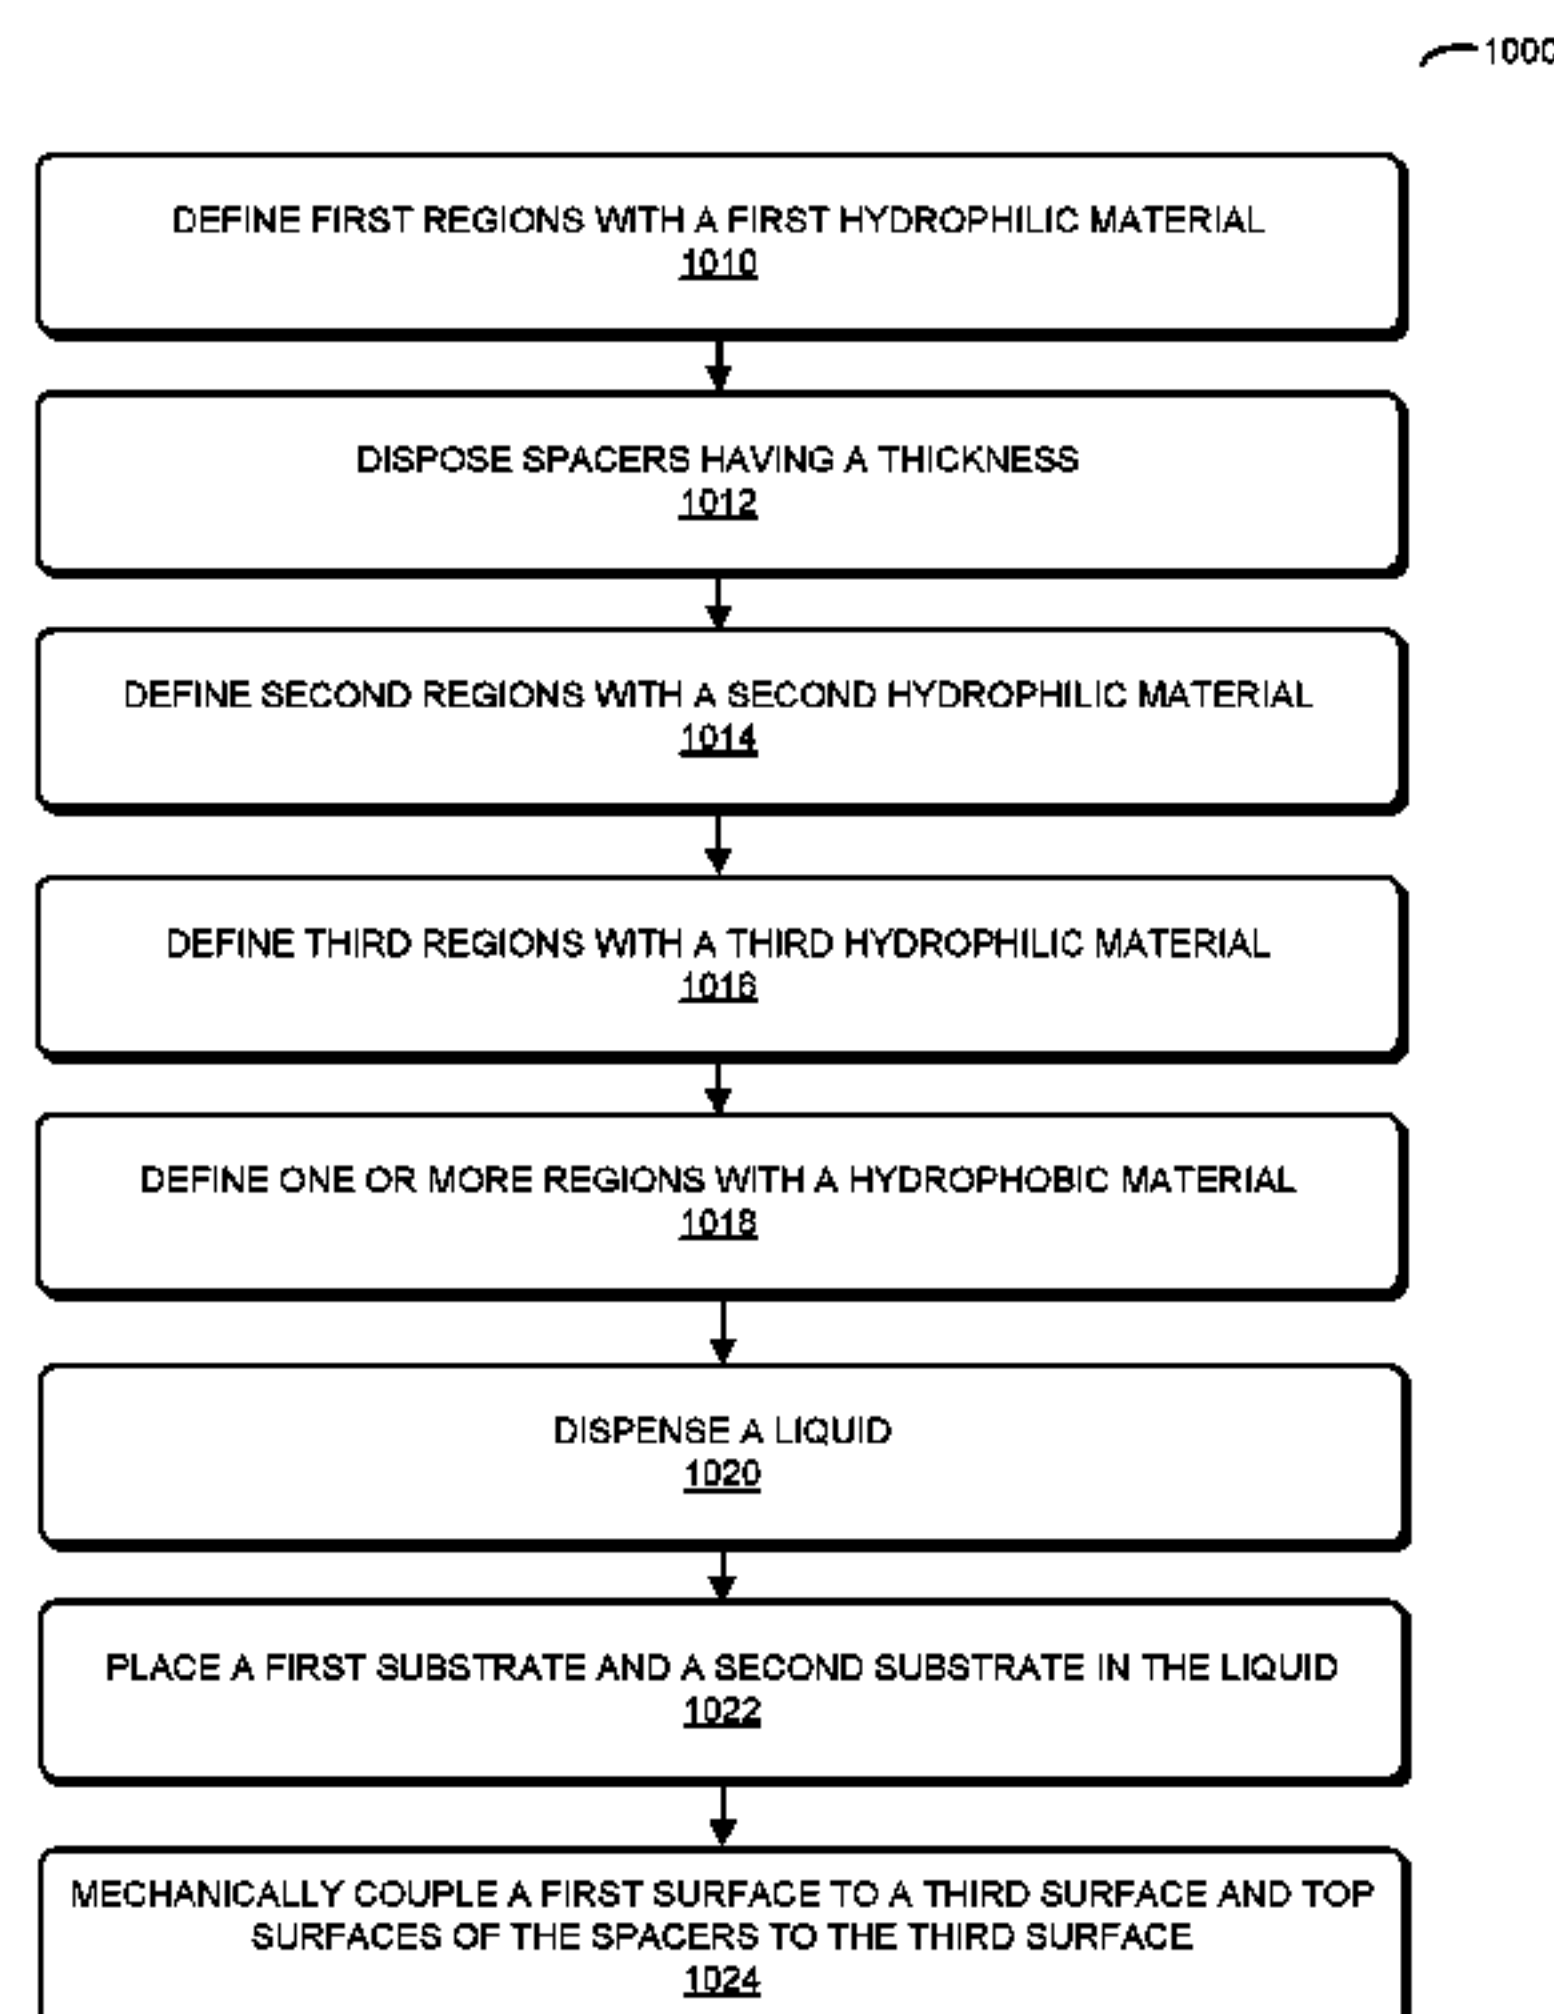 1000
DEFINE FIRST REGIONS WITH A FIRST HYDROPHILIC MATERIAL
1010
DISPOSE SPACERS HAVING A THICKNESS
1012
DEFINE SECOND REGIONS WITH A SECOND HYDROPHILIC MATERIAL
1014
DEFINE THIRD REGIONS WITH A THIRD HYDROPHILIC MATERIAL
1016
DEFINE ONE OR MORE REGIONS WITH A HYDROPHOBIC MATERIAL
1018
DISPENSE A LIQUID
1020
PLACE A FIRST SUBSTRATE AND A SECOND SUBSTRATE IN THE LIQUID
1022
MECHANICALLY COUPLE A FIRST SURFACE TO A THIRD SURFACE AND TOP
SURFACES OF THE SPACERS TO THE THIRD SURFACE
1024